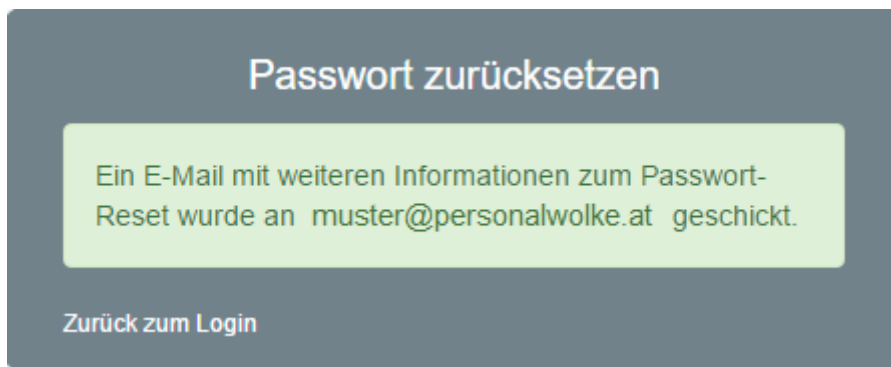 Passwort zurücksetzen
Ein E-Mail mit weiteren Informationen zum Passwort-
Reset wurde an muster@personalwolke.at geschickt.
Zurück zum Login